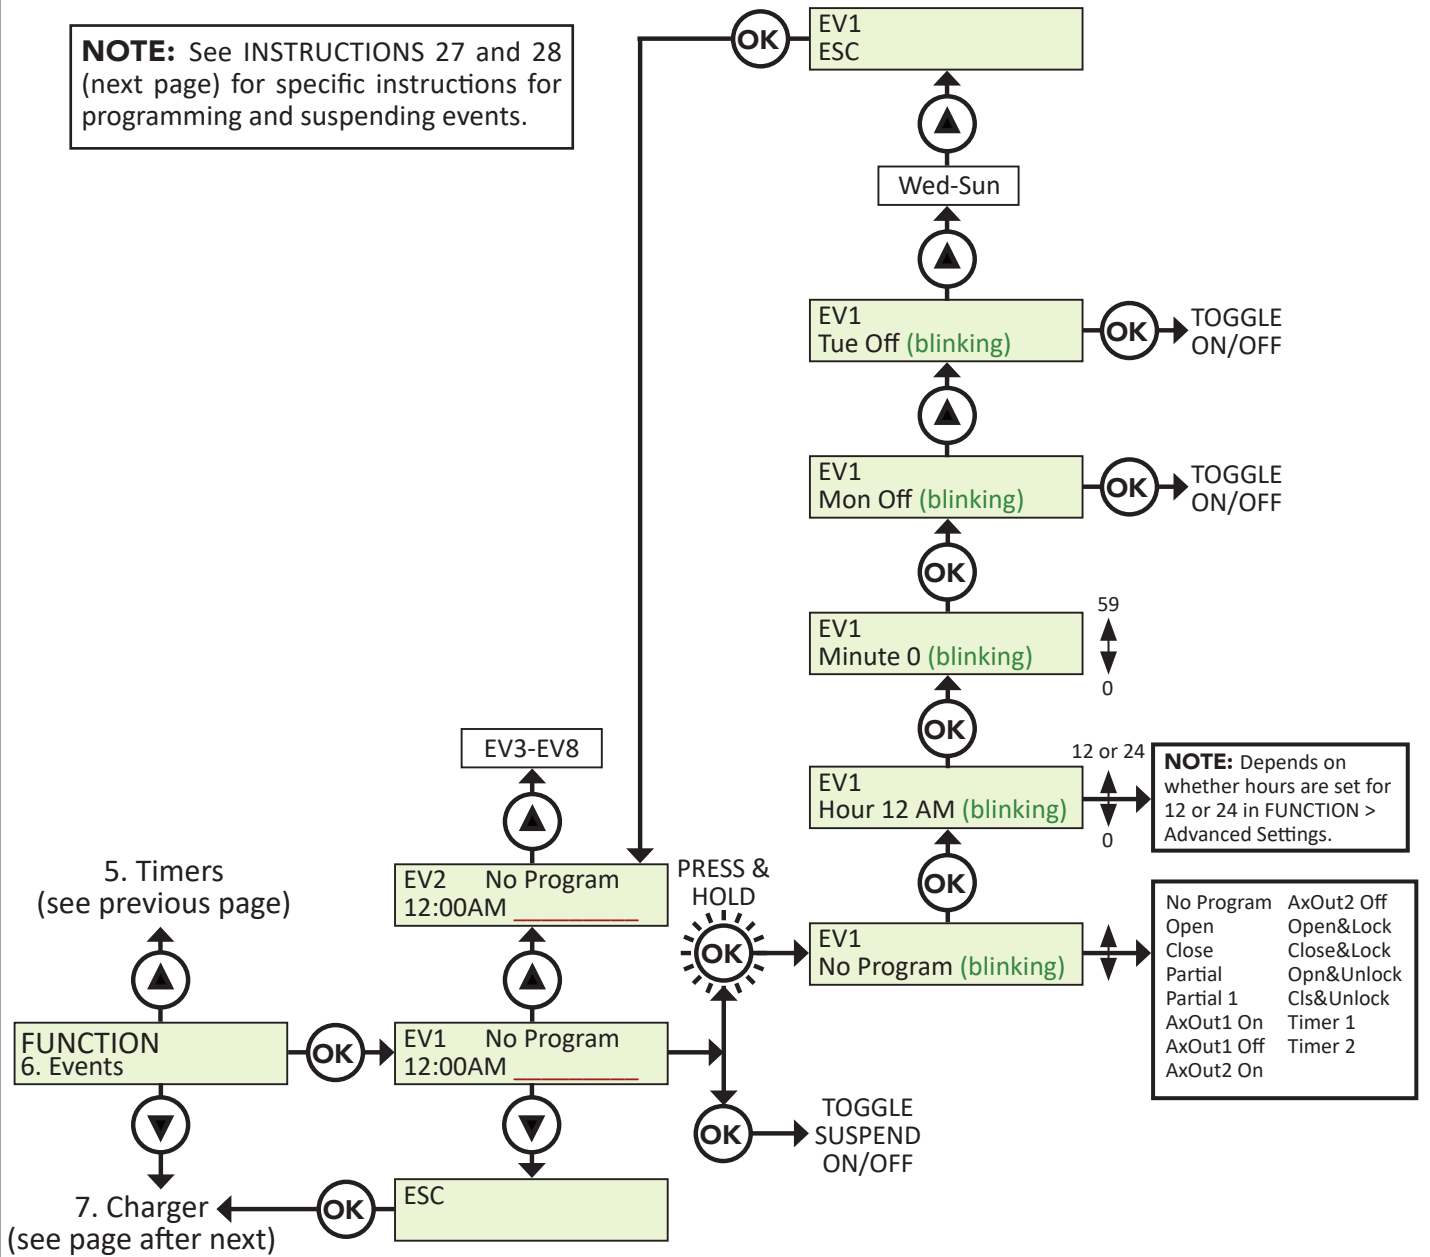 NOTE: See INSTRUCTIONS 27 and 28
(next page) for specific instructions for
programming and suspending events.
EV1
ESC
OK
Wed-Sun
EV1
Tue Off (blinking)
OK
TOGGLE
ON/OFF
EV1
Mon Off (blinking)
OK
TOGGLE
ON/OFF
OK
EV1
Minute 0 (blinking)
59
0
OK
EV1
Hour 12 AM (blinking)
12 or 24
0
NOTE: Depends on
whether hours are set for
12 or 24 in FUNCTION >
Advanced Settings.
OK
EV1
No Program (blinking)
No Program AxOut2 Off
Open Open&Lock
Close Close&Lock
Partial Opn&Unlock
Partial 1 Cls&Unlock
AxOut1 On Timer 1
AxOut1 Off Timer 2
AxOut2 On
PRESS &
HOLD
OK
EV3-EV8
EV2 No Program
12:00AM _________
5. Timers
(see previous page)
FUNCTION
6. Events
OK
EV1 No Program
12:00AM _________
OK
TOGGLE
SUSPEND
ON/OFF
ESC
OK
7. Charger
(see page after next)